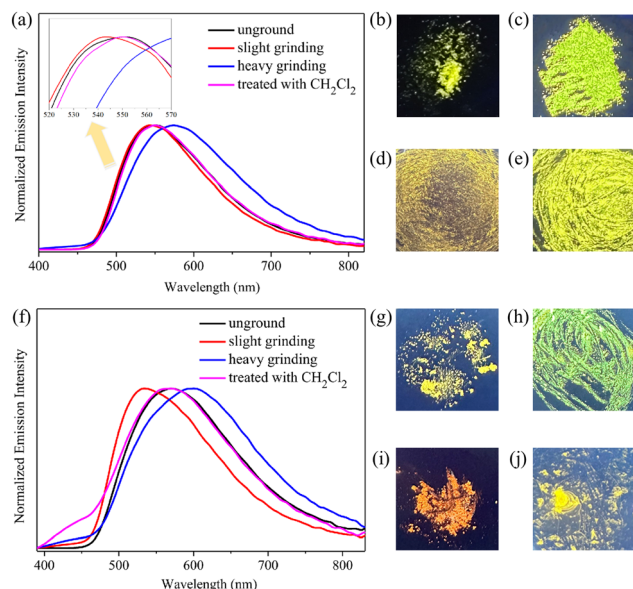 (a)
520 530 540 550 560 570
unground
slight grinding
heavy grinding
treated with CH₂Cl₂
Normalized Emission Intensity
400 500 600 700 800
Wavelength (nm)
(b)
(c)
(d)
(e)
(f)
unground
slight grinding
heavy grinding
treated with CH₂Cl₂
Normalized Emission Intensity
400 500 600 700 800
Wavelength (nm)
(g)
(h)
(i)
(j)